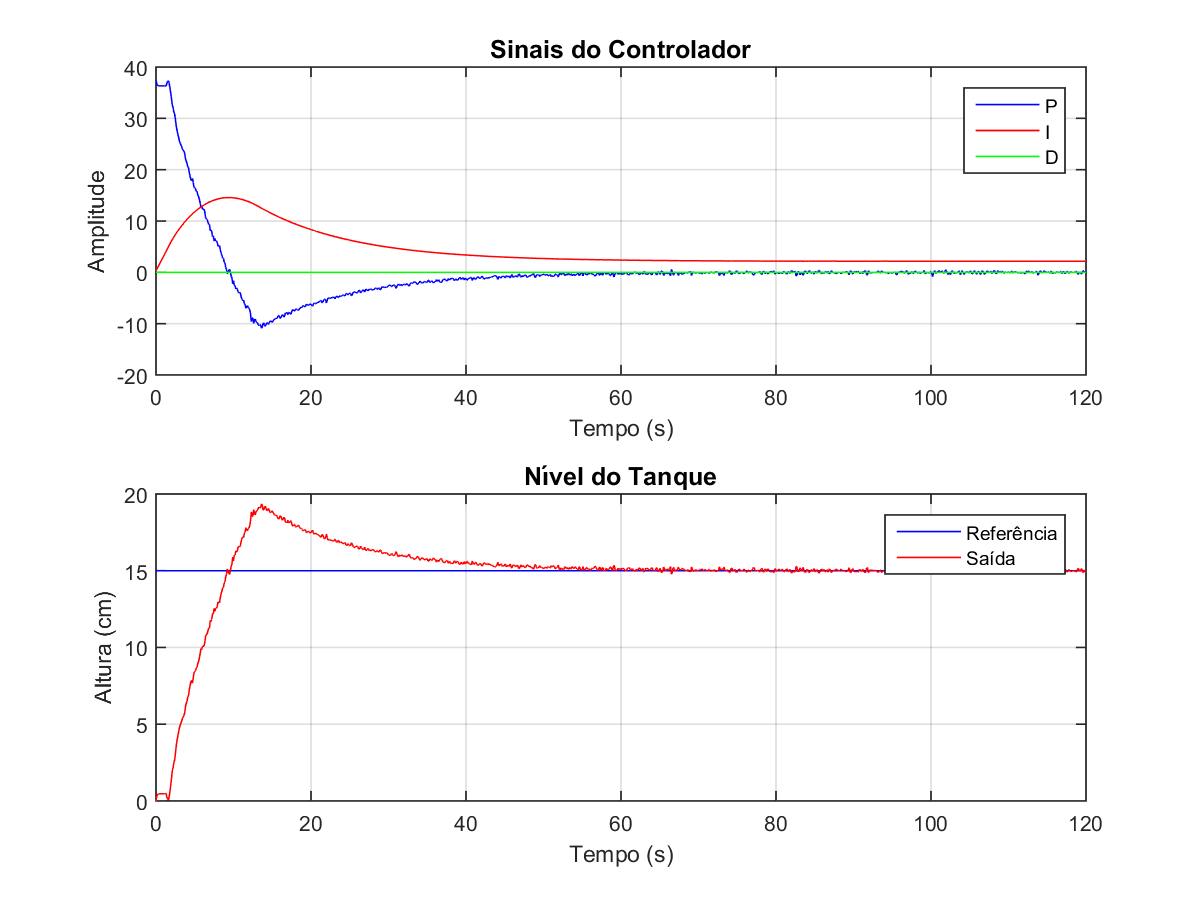 Sinais do Controlador
40
30
20
10
0
-10
-20
Amplitude
P
I
D
0 20 40 60 80 100 120
Tempo (s)
Nível do Tanque
20
15
10
5
0
Altura (cm)
Referência
Saída
0 20 40 60 80 100 120
Tempo (s)